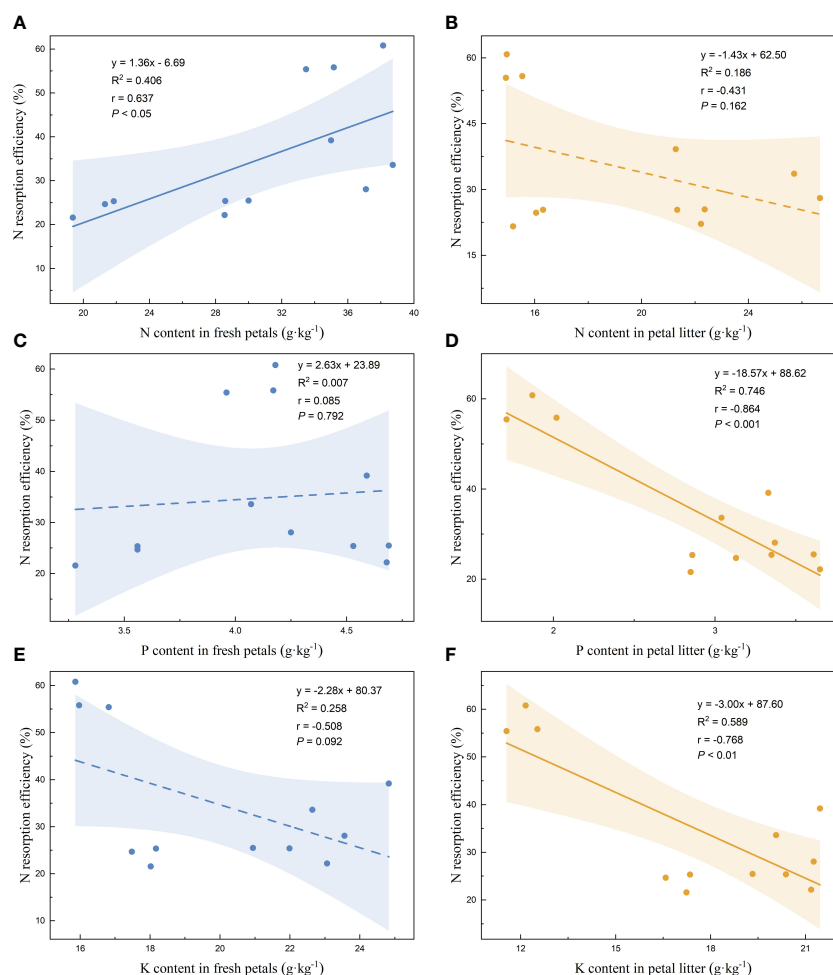 A
y = 1.36x - 6.69
R² = 0.406
r = 0.637
P < 0.05
N resorption efficiency (%)
60
50
40
30
20
10
20 24 28 32 36 40
N content in fresh petals (g·kg⁻¹)
B
y = -1.43x + 62.50
R² = 0.186
r = -0.431
P = 0.162
N resorption efficiency (%)
60
45
30
15
16 20 24
N content in petal litter (g·kg⁻¹)
C
y = 2.63x + 23.89
R² = 0.007
r = 0.085
P = 0.792
N resorption efficiency (%)
60
50
40
30
20
3.5 4.0 4.5
P content in fresh petals (g·kg⁻¹)
D
y = -18.57x + 88.62
R² = 0.746
r = -0.864
P < 0.001
N resorption efficiency (%)
60
40
20
2 3
P content in petal litter (g·kg⁻¹)
E
y = -2.28x + 80.37
R² = 0.258
r = -0.508
P = 0.092
N resorption efficiency (%)
60
50
40
30
20
10
16 18 20 22 24
K content in fresh petals (g·kg⁻¹)
F
y = -3.00x + 87.60
R² = 0.589
r = -0.768
P < 0.01
N resorption efficiency (%)
60
50
40
30
20
10
12 15 18 21
K content in petal litter (g·kg⁻¹)